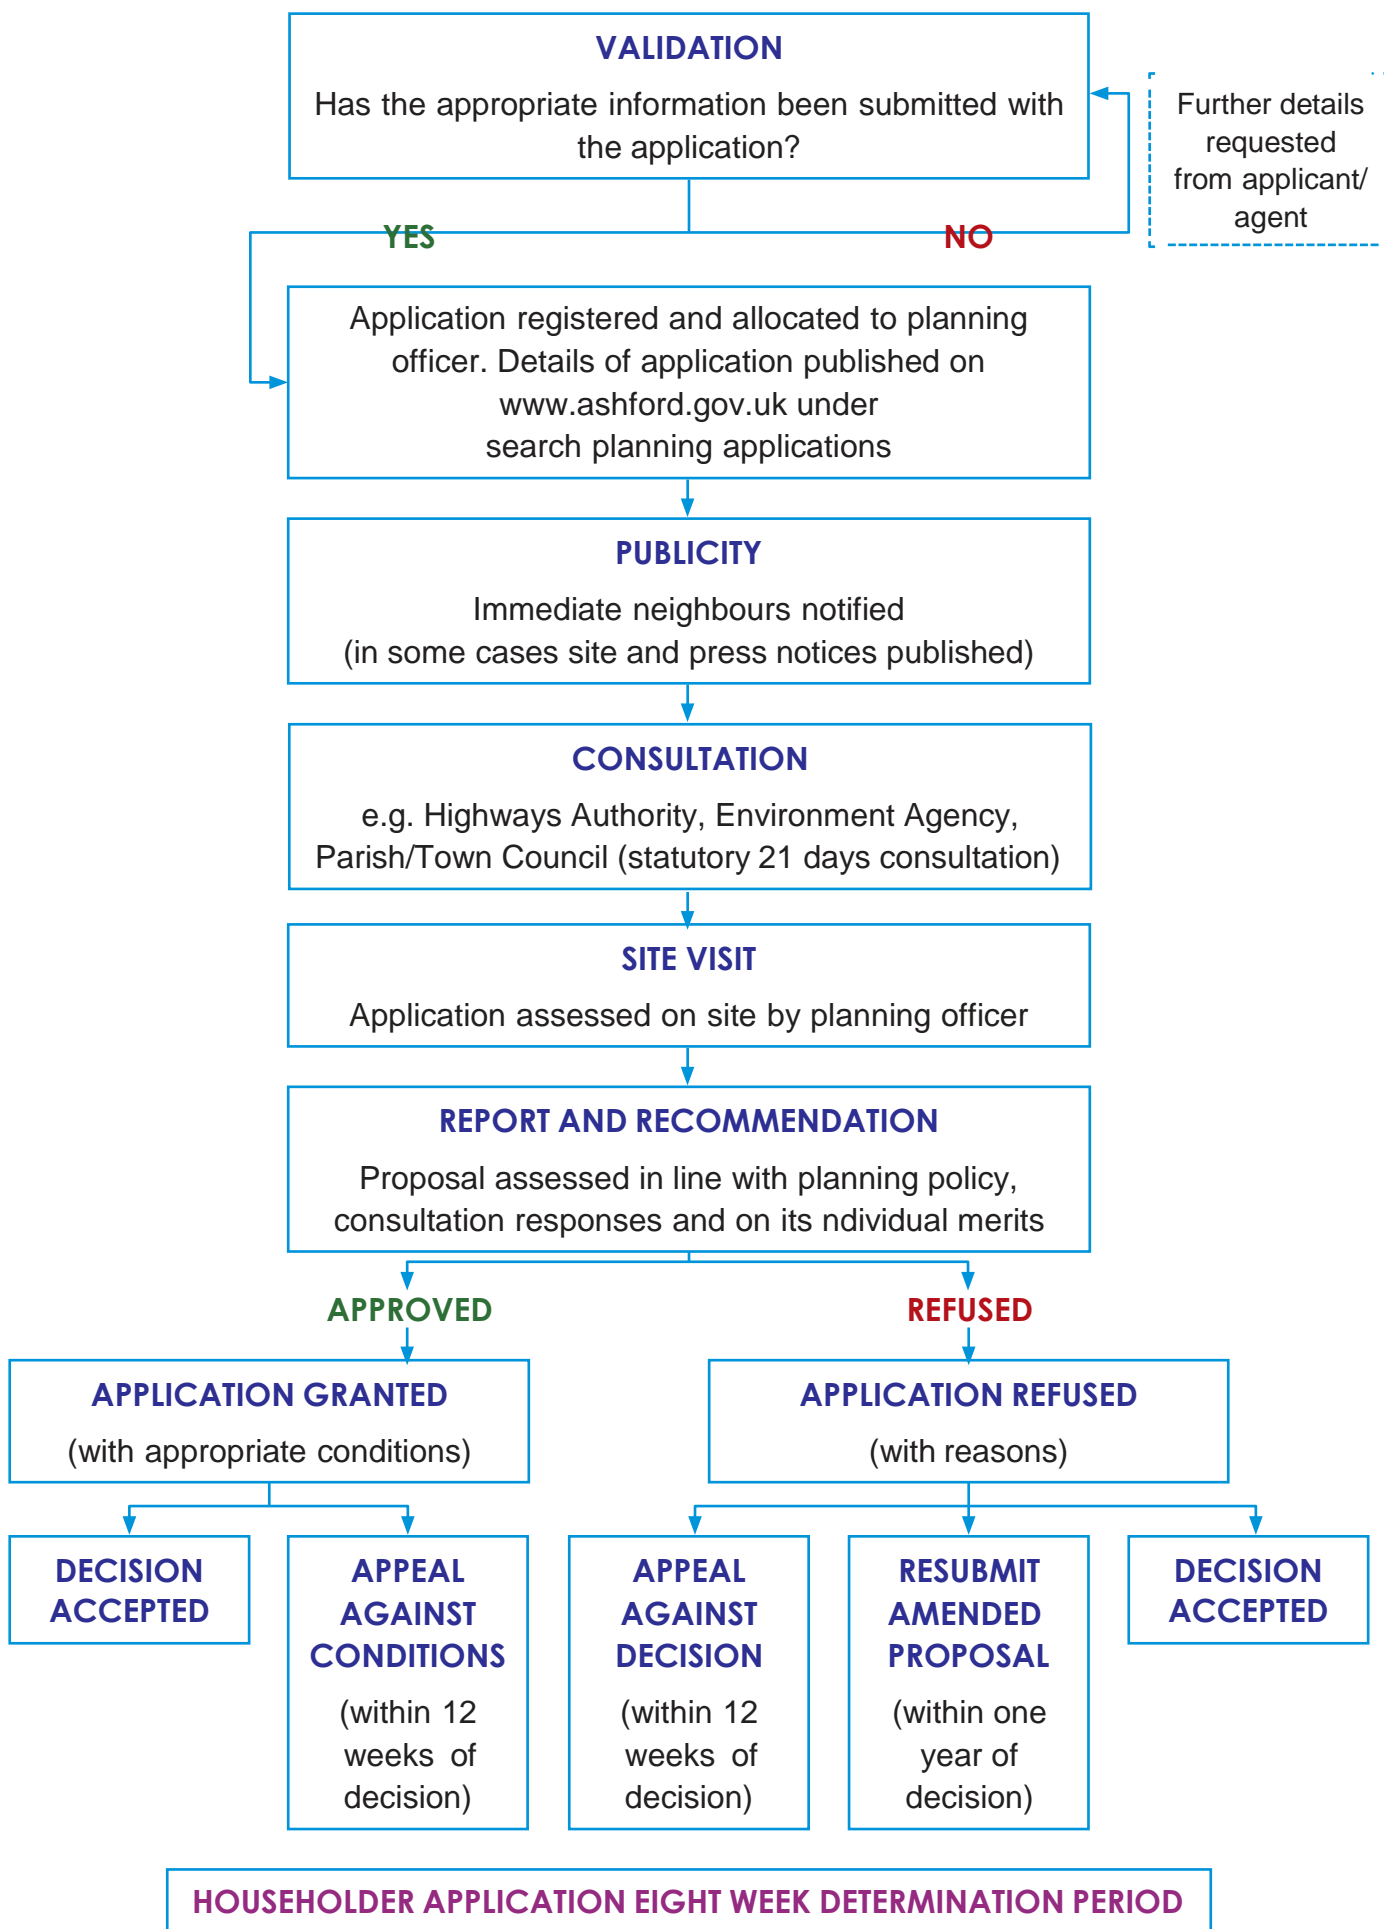 VALIDATION
Has the appropriate information been submitted with
the application?
Further details
requested
from applicant/
agent
YES
NO
Application registered and allocated to planning
officer. Details of application published on
www.ashford.gov.uk under
search planning applications
PUBLICITY
Immediate neighbours notified
(in some cases site and press notices published)
CONSULTATION
e.g. Highways Authority, Environment Agency,
Parish/Town Council (statutory 21 days consultation)
SITE VISIT
Application assessed on site by planning officer
REPORT AND RECOMMENDATION
Proposal assessed in line with planning policy,
consultation responses and on its ndividual merits
APPROVED
REFUSED
APPLICATION GRANTED
(with appropriate conditions)
APPLICATION REFUSED
(with reasons)
DECISION
ACCEPTED
APPEAL
AGAINST
CONDITIONS
(within 12
weeks of
decision)
APPEAL
AGAINST
DECISION
(within 12
weeks of
decision)
RESUBMIT
AMENDED
PROPOSAL
(within one
year of
decision)
DECISION
ACCEPTED
HOUSEHOLDER APPLICATION EIGHT WEEK DETERMINATION PERIOD